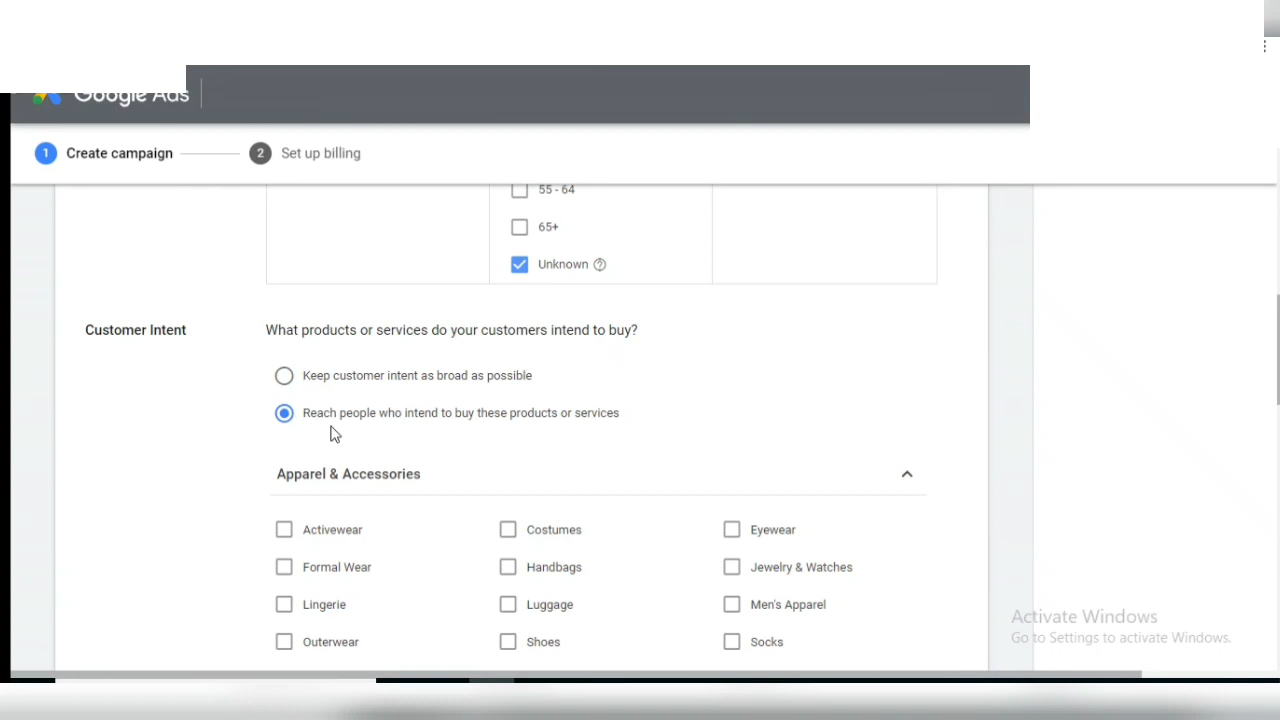 Google Ads
1 Create campaign 2 Set up billing
55 - 64
65+
Unknown
Customer Intent What products or services do your customers intend to buy?
Keep customer intent as broad as possible
Reach people who intend to buy these products or services
Apparel & Accessories
Activewear Costumes Eyewear
Formal Wear Handbags Jewelry & Watches
Lingerie Luggage Men's Apparel
Outerwear Shoes Socks
Activate Windows
Go to Settings to activate Windows.